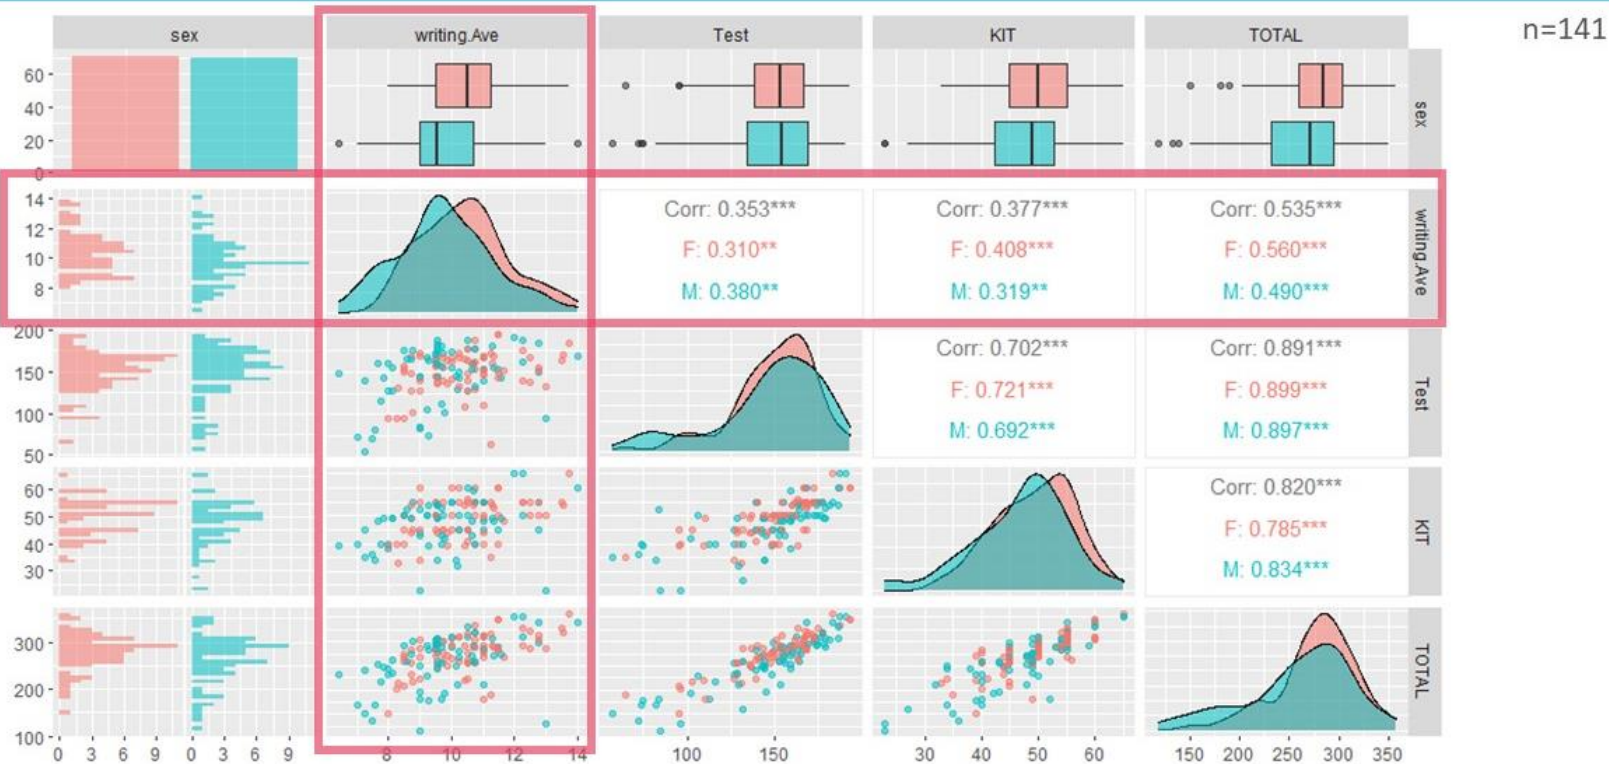 n=141
sex writing.Ave Test KIT TOTAL
60
40
20
0
sex
14
12
10
8
Corr: 0.353*** Corr: 0.377*** Corr: 0.535***
F: 0.310** F: 0.408*** F: 0.560***
M: 0.380** M: 0.319** M: 0.490***
writing.Ave
200
150
100
50
Corr: 0.702*** Corr: 0.891***
F: 0.721*** F: 0.899***
M: 0.692*** M: 0.897***
Test
60
50
40
30
Corr: 0.820***
F: 0.785***
M: 0.834***
KIT
300
200
100
TOTAL
0 3 6 9 0 3 6 9 8 10 12 14 100 150 30 40 50 60 150 200 250 300 350